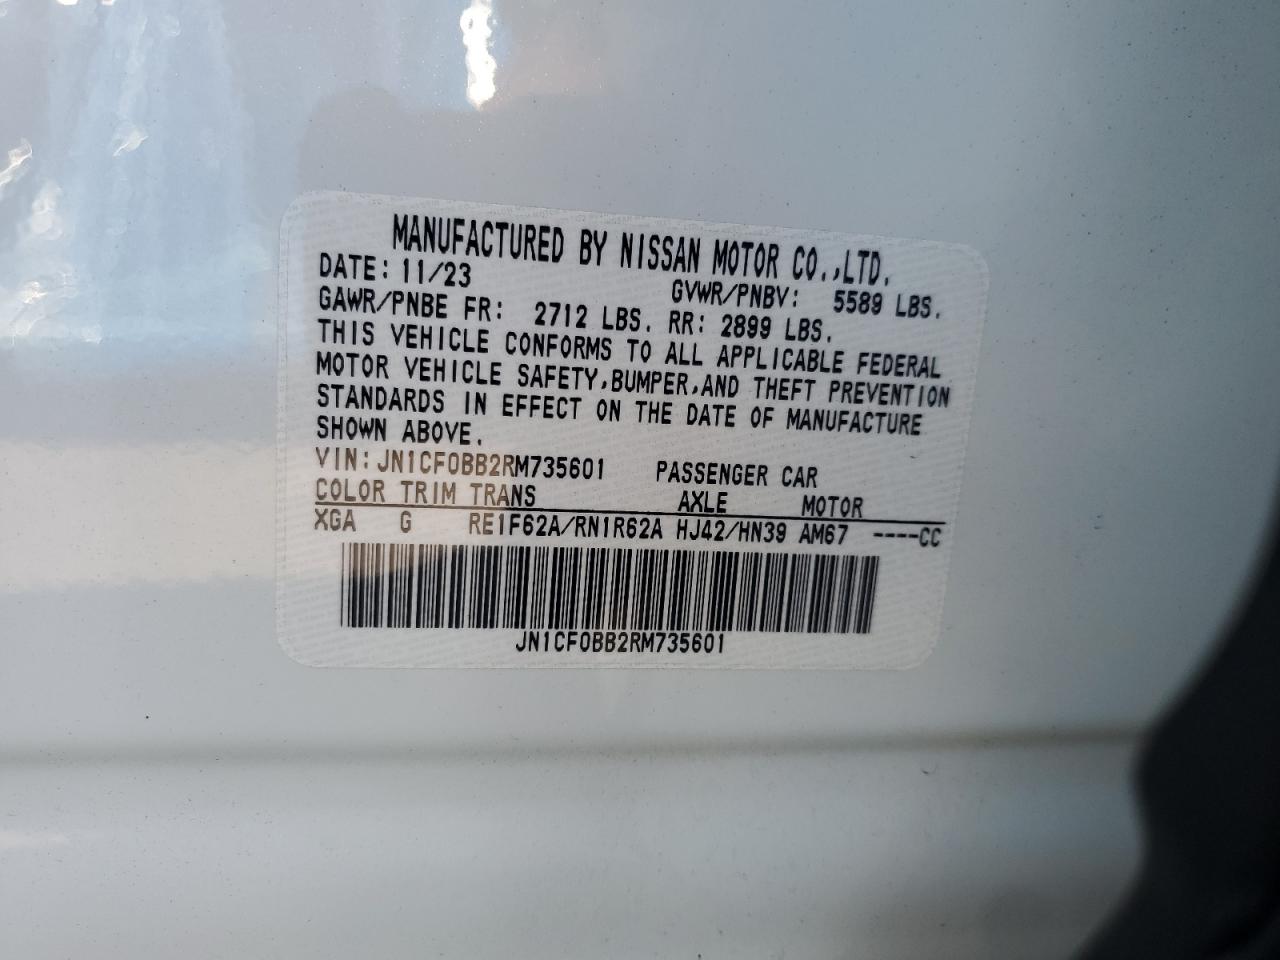 MANUFACTURED BY NISSAN MOTOR CO.,LTD.
DATE: 11/23 GVWR/PNBV: 5589 LBS.
GAWR/PNBE FR: 2712 LBS. RR: 2899 LBS.
THIS VEHICLE CONFORMS TO ALL APPLICABLE FEDERAL
MOTOR VEHICLE SAFETY,BUMPER,AND THEFT PREVENTION
STANDARDS IN EFFECT ON THE DATE OF MANUFACTURE
SHOWN ABOVE.
VIN: JN1CF0BB2RM735601 PASSENGER CAR
COLOR TRIM TRANS AXLE MOTOR
XGA G RE1F62A/RN1R62A HJ42/HN39 AM67 ----CC
JN1CF0BB2RM735601